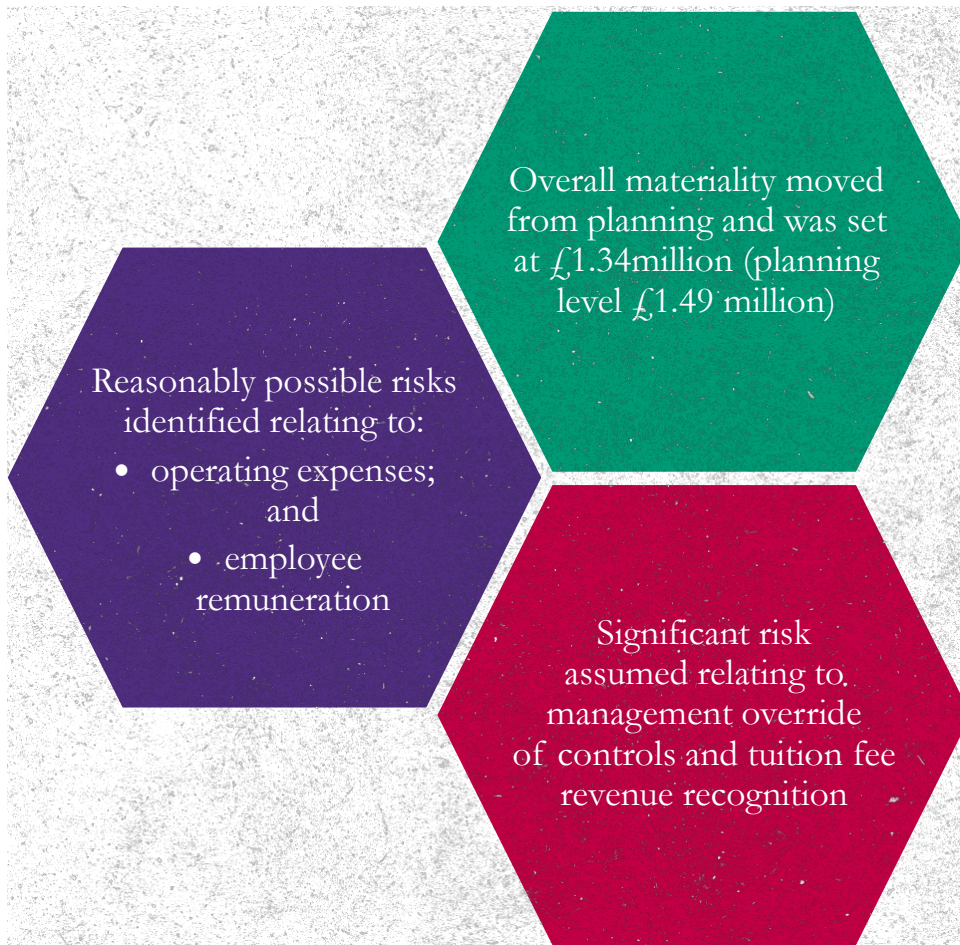 Overall materiality moved
from planning and was set
at £1.34million (planning
level £1.49 million)
Reasonably possible risks
identified relating to:
• operating expenses;
and
• employee
remuneration
Significant risk
assumed relating to
management override
of controls and tuition fee
revenue recognition